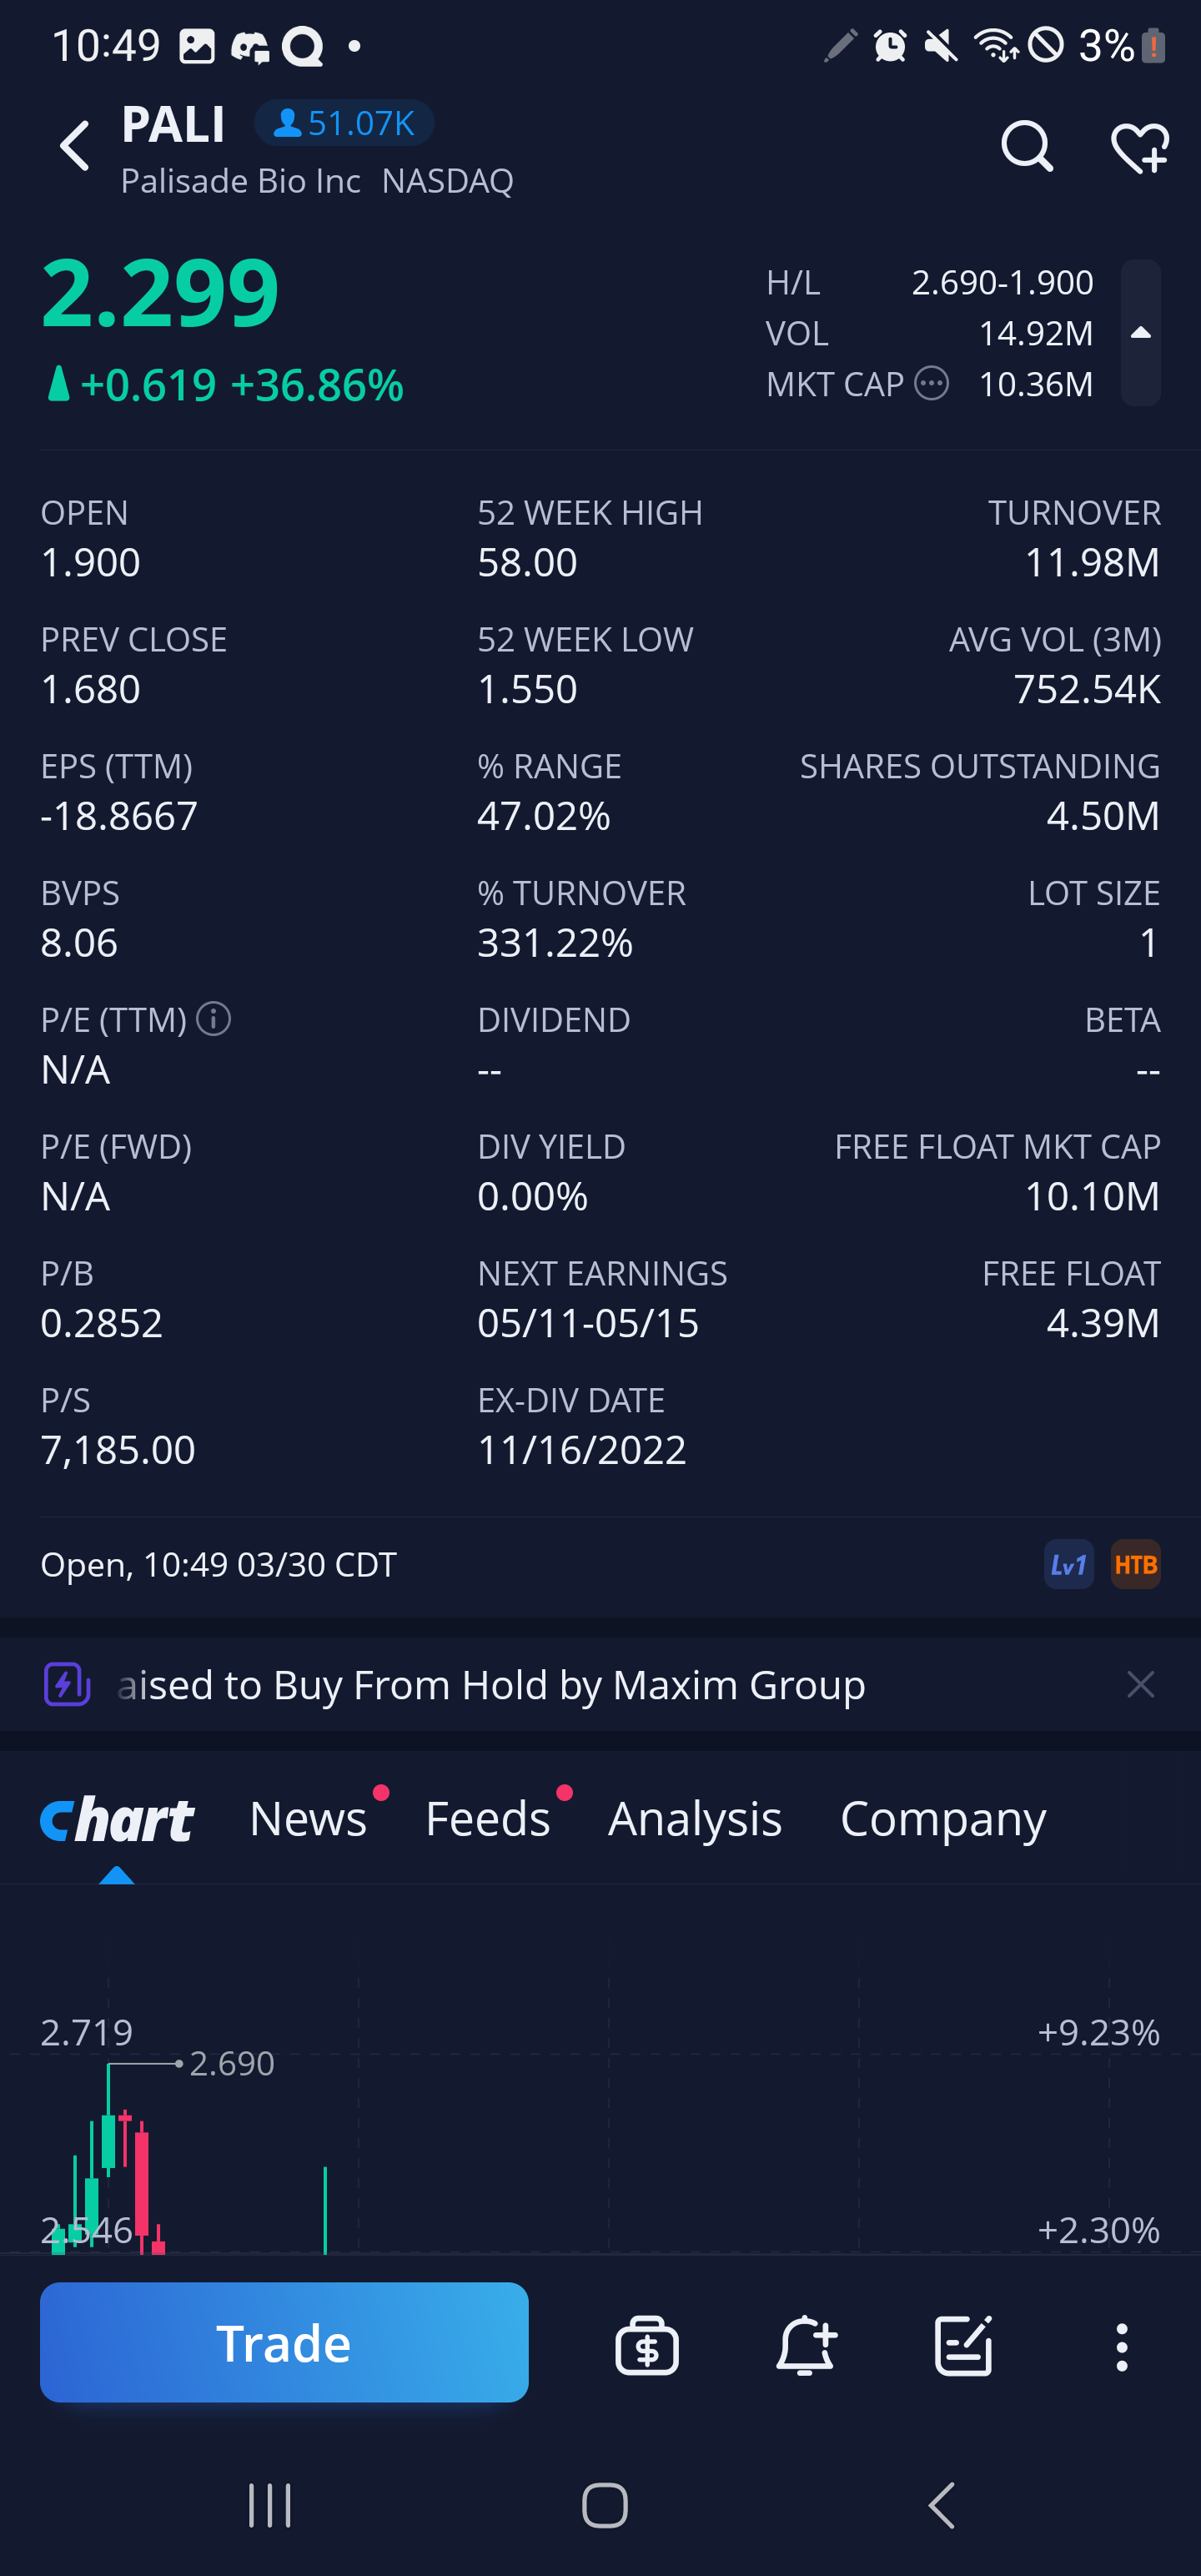 10:49 3%
PALI 51.07K
Palisade Bio Inc NASDAQ
2.299
+0.619 +36.86%
H/L 2.690-1.900
VOL 14.92M
MKT CAP 10.36M
OPEN 52 WEEK HIGH TURNOVER
1.900 58.00 11.98M
PREV CLOSE 52 WEEK LOW AVG VOL (3M)
1.680 1.550 752.54K
EPS (TTM) % RANGE SHARES OUTSTANDING
-18.8667 47.02% 4.50M
BVPS % TURNOVER LOT SIZE
8.06 331.22% 1
P/E (TTM) DIVIDEND BETA
N/A -- --
P/E (FWD) DIV YIELD FREE FLOAT MKT CAP
N/A 0.00% 10.10M
P/B NEXT EARNINGS FREE FLOAT
0.2852 05/11-05/15 4.39M
P/S EX-DIV DATE
7,185.00 11/16/2022
Open, 10:49 03/30 CDT Lv1 HTB
aised to Buy From Hold by Maxim Group
Chart News Feeds Analysis Company
2.719 +9.23%
2.690
2.546 +2.30%
Trade